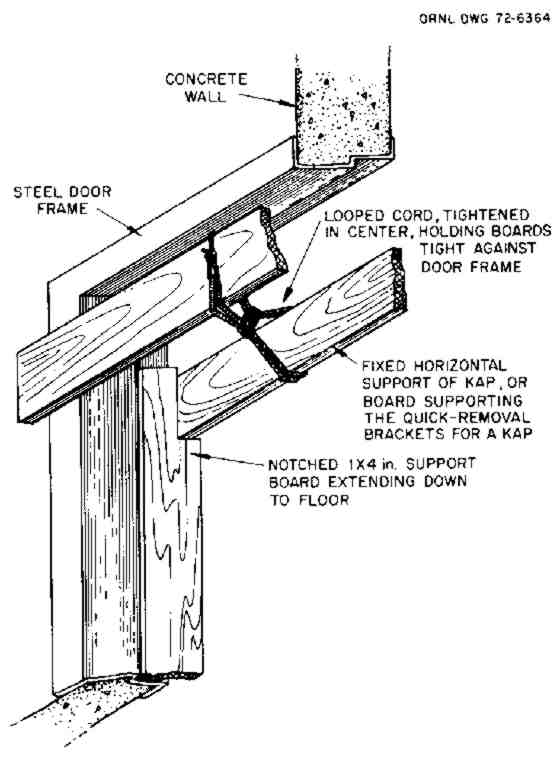 ORNL DWG 72-6364
CONCRETE
WALL
STEEL DOOR
FRAME
LOOPED CORD, TIGHTENED
IN CENTER, HOLDING BOARDS
TIGHT AGAINST
DOOR FRAME
FIXED HORIZONTAL
SUPPORT OF KAP, OR
BOARD SUPPORTING
THE QUICK-REMOVAL
BRACKETS FOR A KAP
NOTCHED 1X4 in. SUPPORT
BOARD EXTENDING DOWN
TO FLOOR